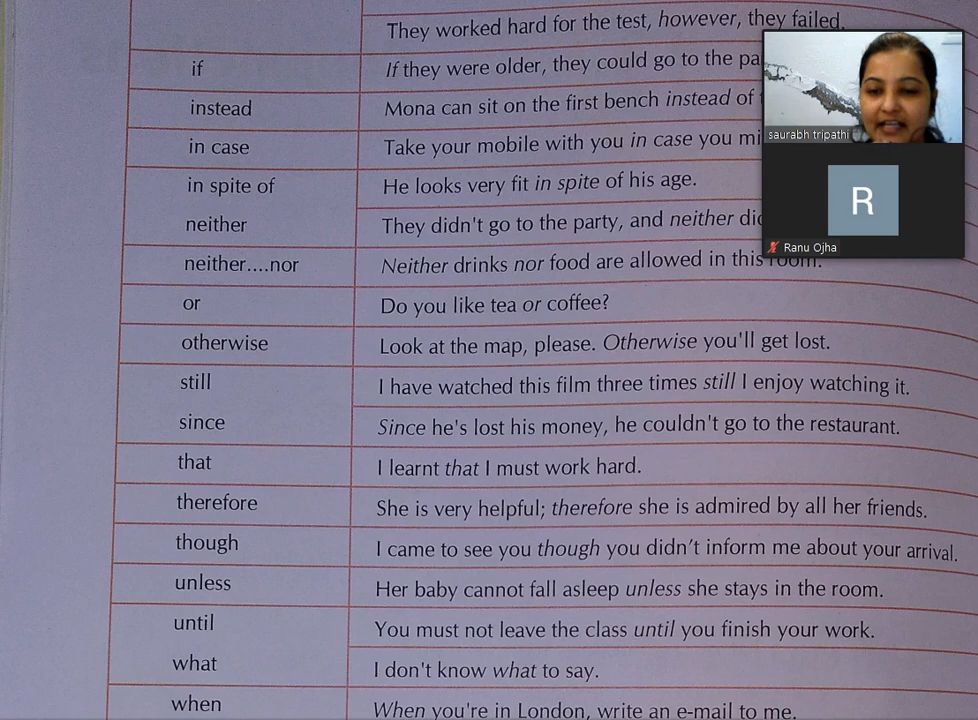 They worked hard for the test, however, they failed.
if If they were older, they could go to the pa
instead Mona can sit on the first bench instead of
in case Take your mobile with you in case you mi
in spite of He looks very fit in spite of his age.
neither They didn't go to the party, and neither did
neither....nor Neither drinks nor food are allowed in this room.
or Do you like tea or coffee?
otherwise Look at the map, please. Otherwise you'll get lost.
still I have watched this film three times still I enjoy watching it.
since Since he's lost his money, he couldn't go to the restaurant.
that I learnt that I must work hard.
therefore She is very helpful; therefore she is admired by all her friends.
though I came to see you though you didn't inform me about your arrival.
unless Her baby cannot fall asleep unless she stays in the room.
until You must not leave the class until you finish your work.
what I don't know what to say.
when When you're in London, write an e-mail to me.
saurabh tripathi
R
Ranu Ojha